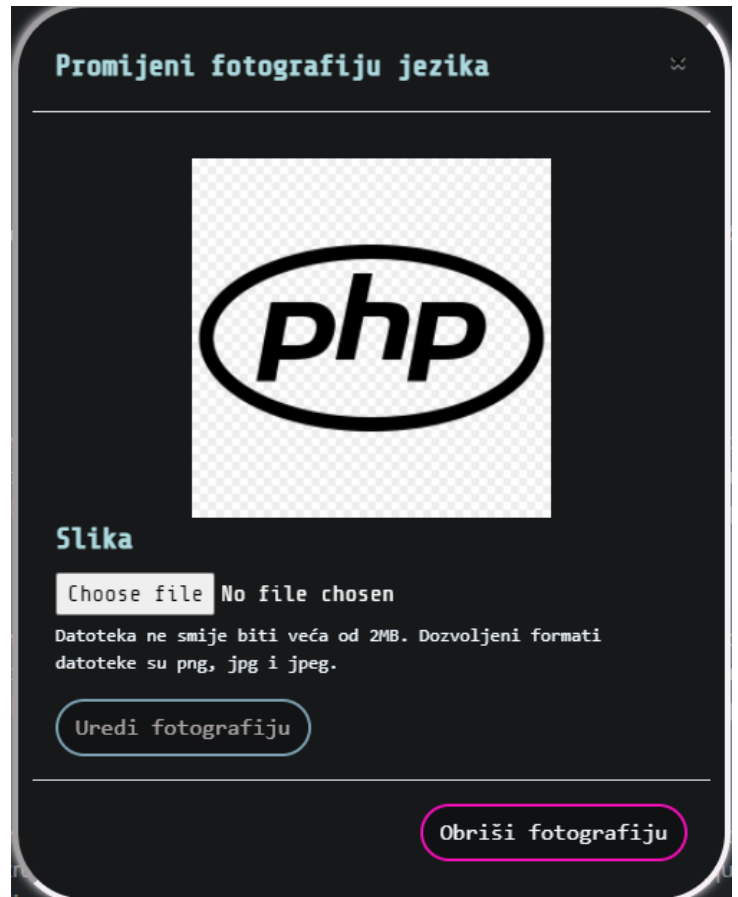 Promijeni fotografiju jezika
php
Slika
Choose file No file chosen
Datoteka ne smije biti veća od 2MB. Dozvoljeni formati
datoteke su png, jpg i jpeg.
Uredi fotografiju
Obriši fotografiju